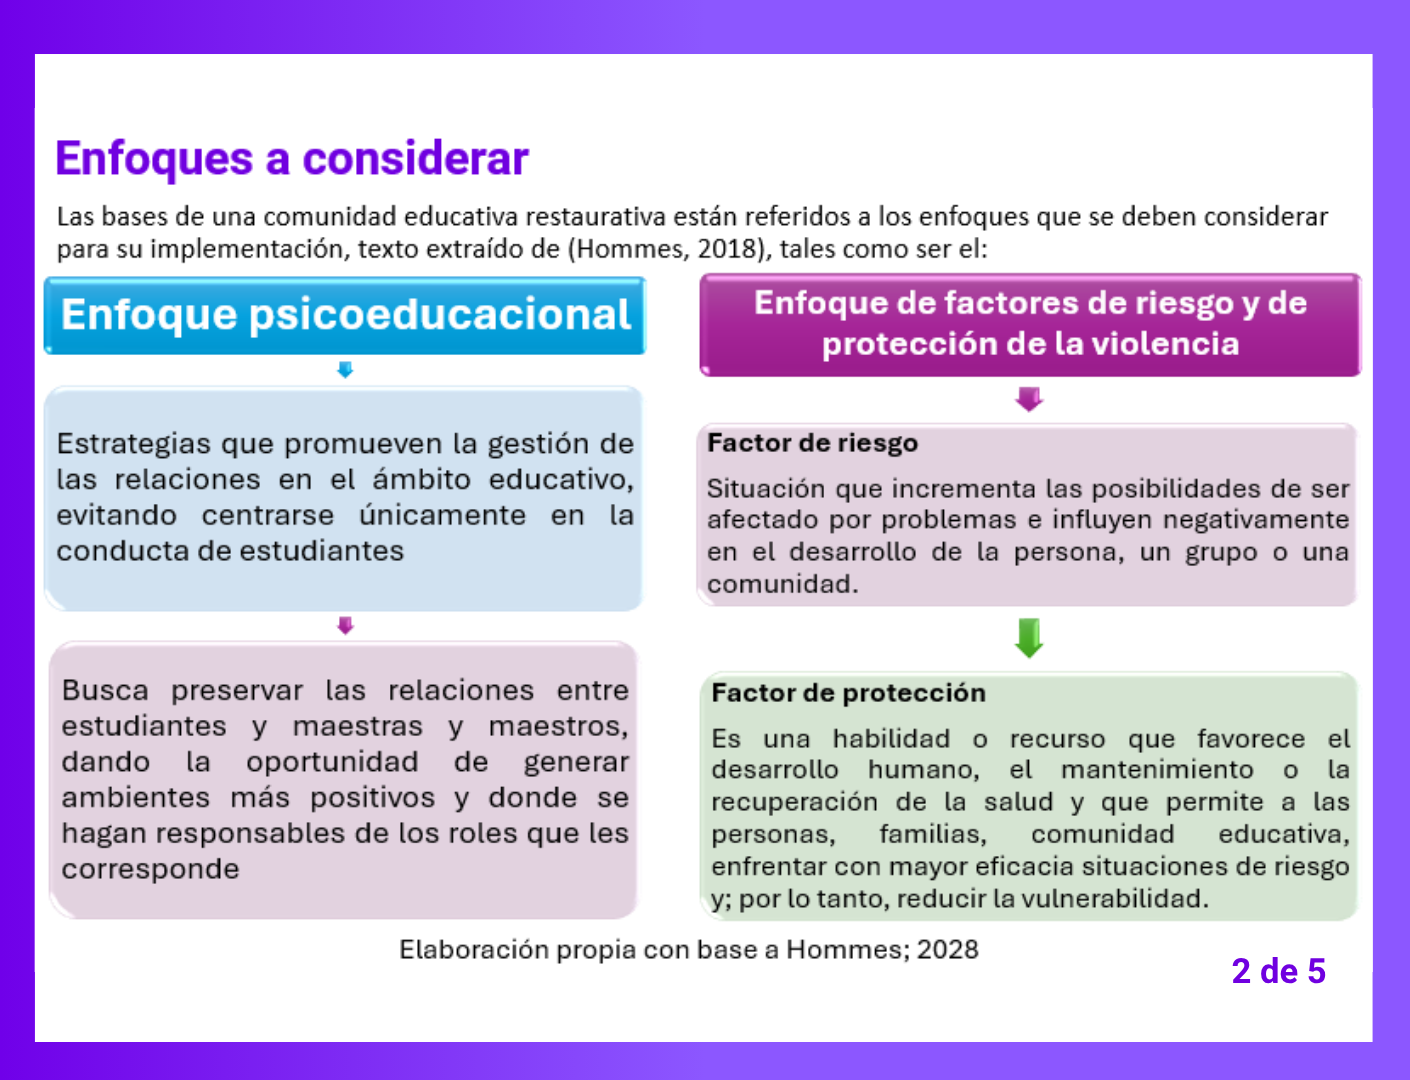 Enfoques a considerar
Las bases de una comunidad educativa restaurativa están referidos a los enfoques que se deben considerar
para su implementación, texto extraído de (Hommes, 2018), tales como ser el:
Enfoque psicoeducacional
Estrategias que promueven la gestión de
las relaciones en el ámbito educativo,
evitando centrarse únicamente en la
conducta de estudiantes
Busca preservar las relaciones entre
estudiantes y maestras y maestros,
dando la oportunidad de generar
ambientes más positivos y donde se
hagan responsables de los roles que les
corresponde
Enfoque de factores de riesgo y de
protección de la violencia
Factor de riesgo
Situación que incrementa las posibilidades de ser
afectado por problemas e influyen negativamente
en el desarrollo de la persona, un grupo o una
comunidad.
Factor de protección
Es una habilidad o recurso que favorece el
desarrollo humano, el mantenimiento o la
recuperación de la salud y que permite a las
personas, familias, comunidad educativa,
enfrentar con mayor eficacia situaciones de riesgo
y; por lo tanto, reducir la vulnerabilidad.
Elaboración propia con base a Hommes; 2028
2 de 5